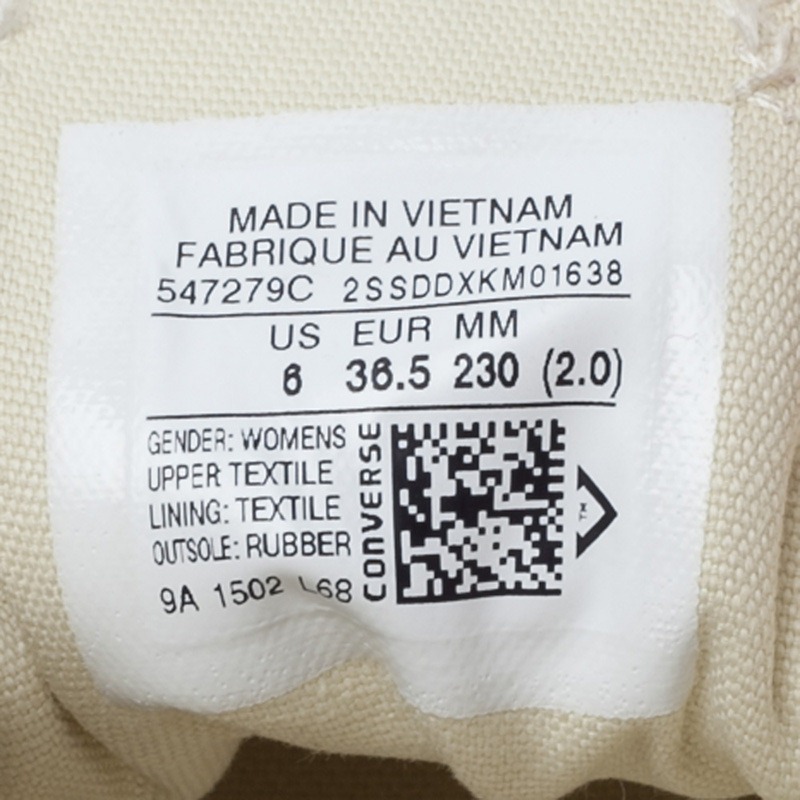 MADE IN VIETNAM
FABRIQUE AU VIETNAM
547279C 2SSDDXKM01638
US EUR MM
6 36.5 230 (2.0)
GENDER: WOMENS
UPPER TEXTILE
LINING: TEXTILE
OUTSOLE: RUBBER
9A 1502 L68
CONVERSE
TM